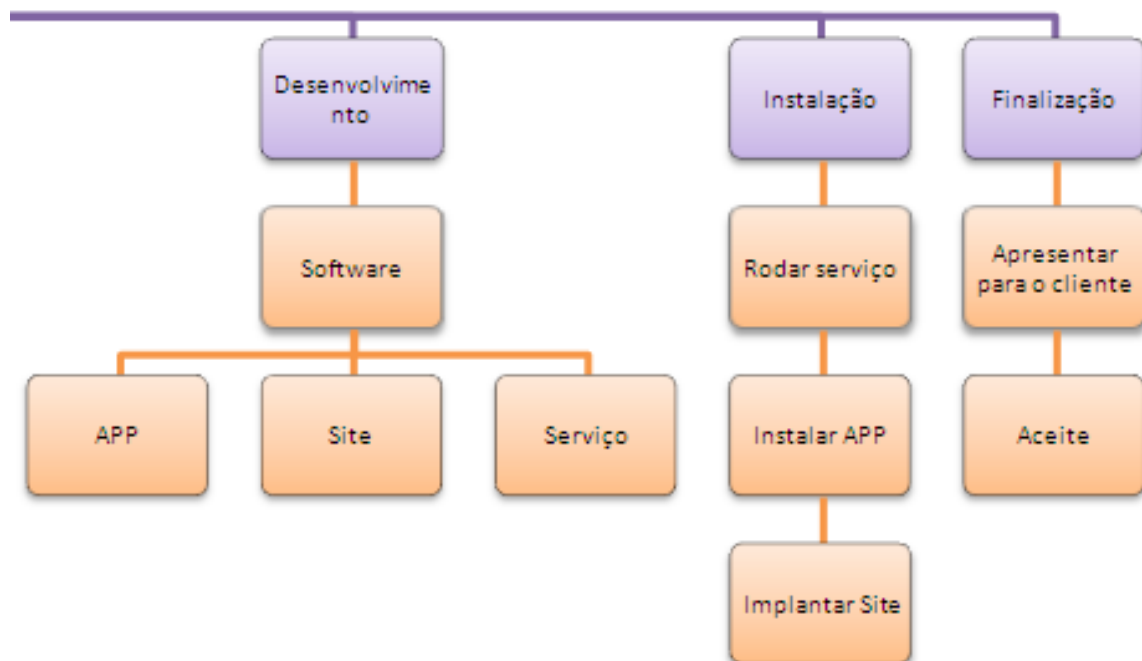 Desenvolvime
nto
Instalação
Finalização
Software
Rodar serviço
Apresentar
para o cliente
APP
Site
Serviço
Instalar APP
Aceite
Implantar Site